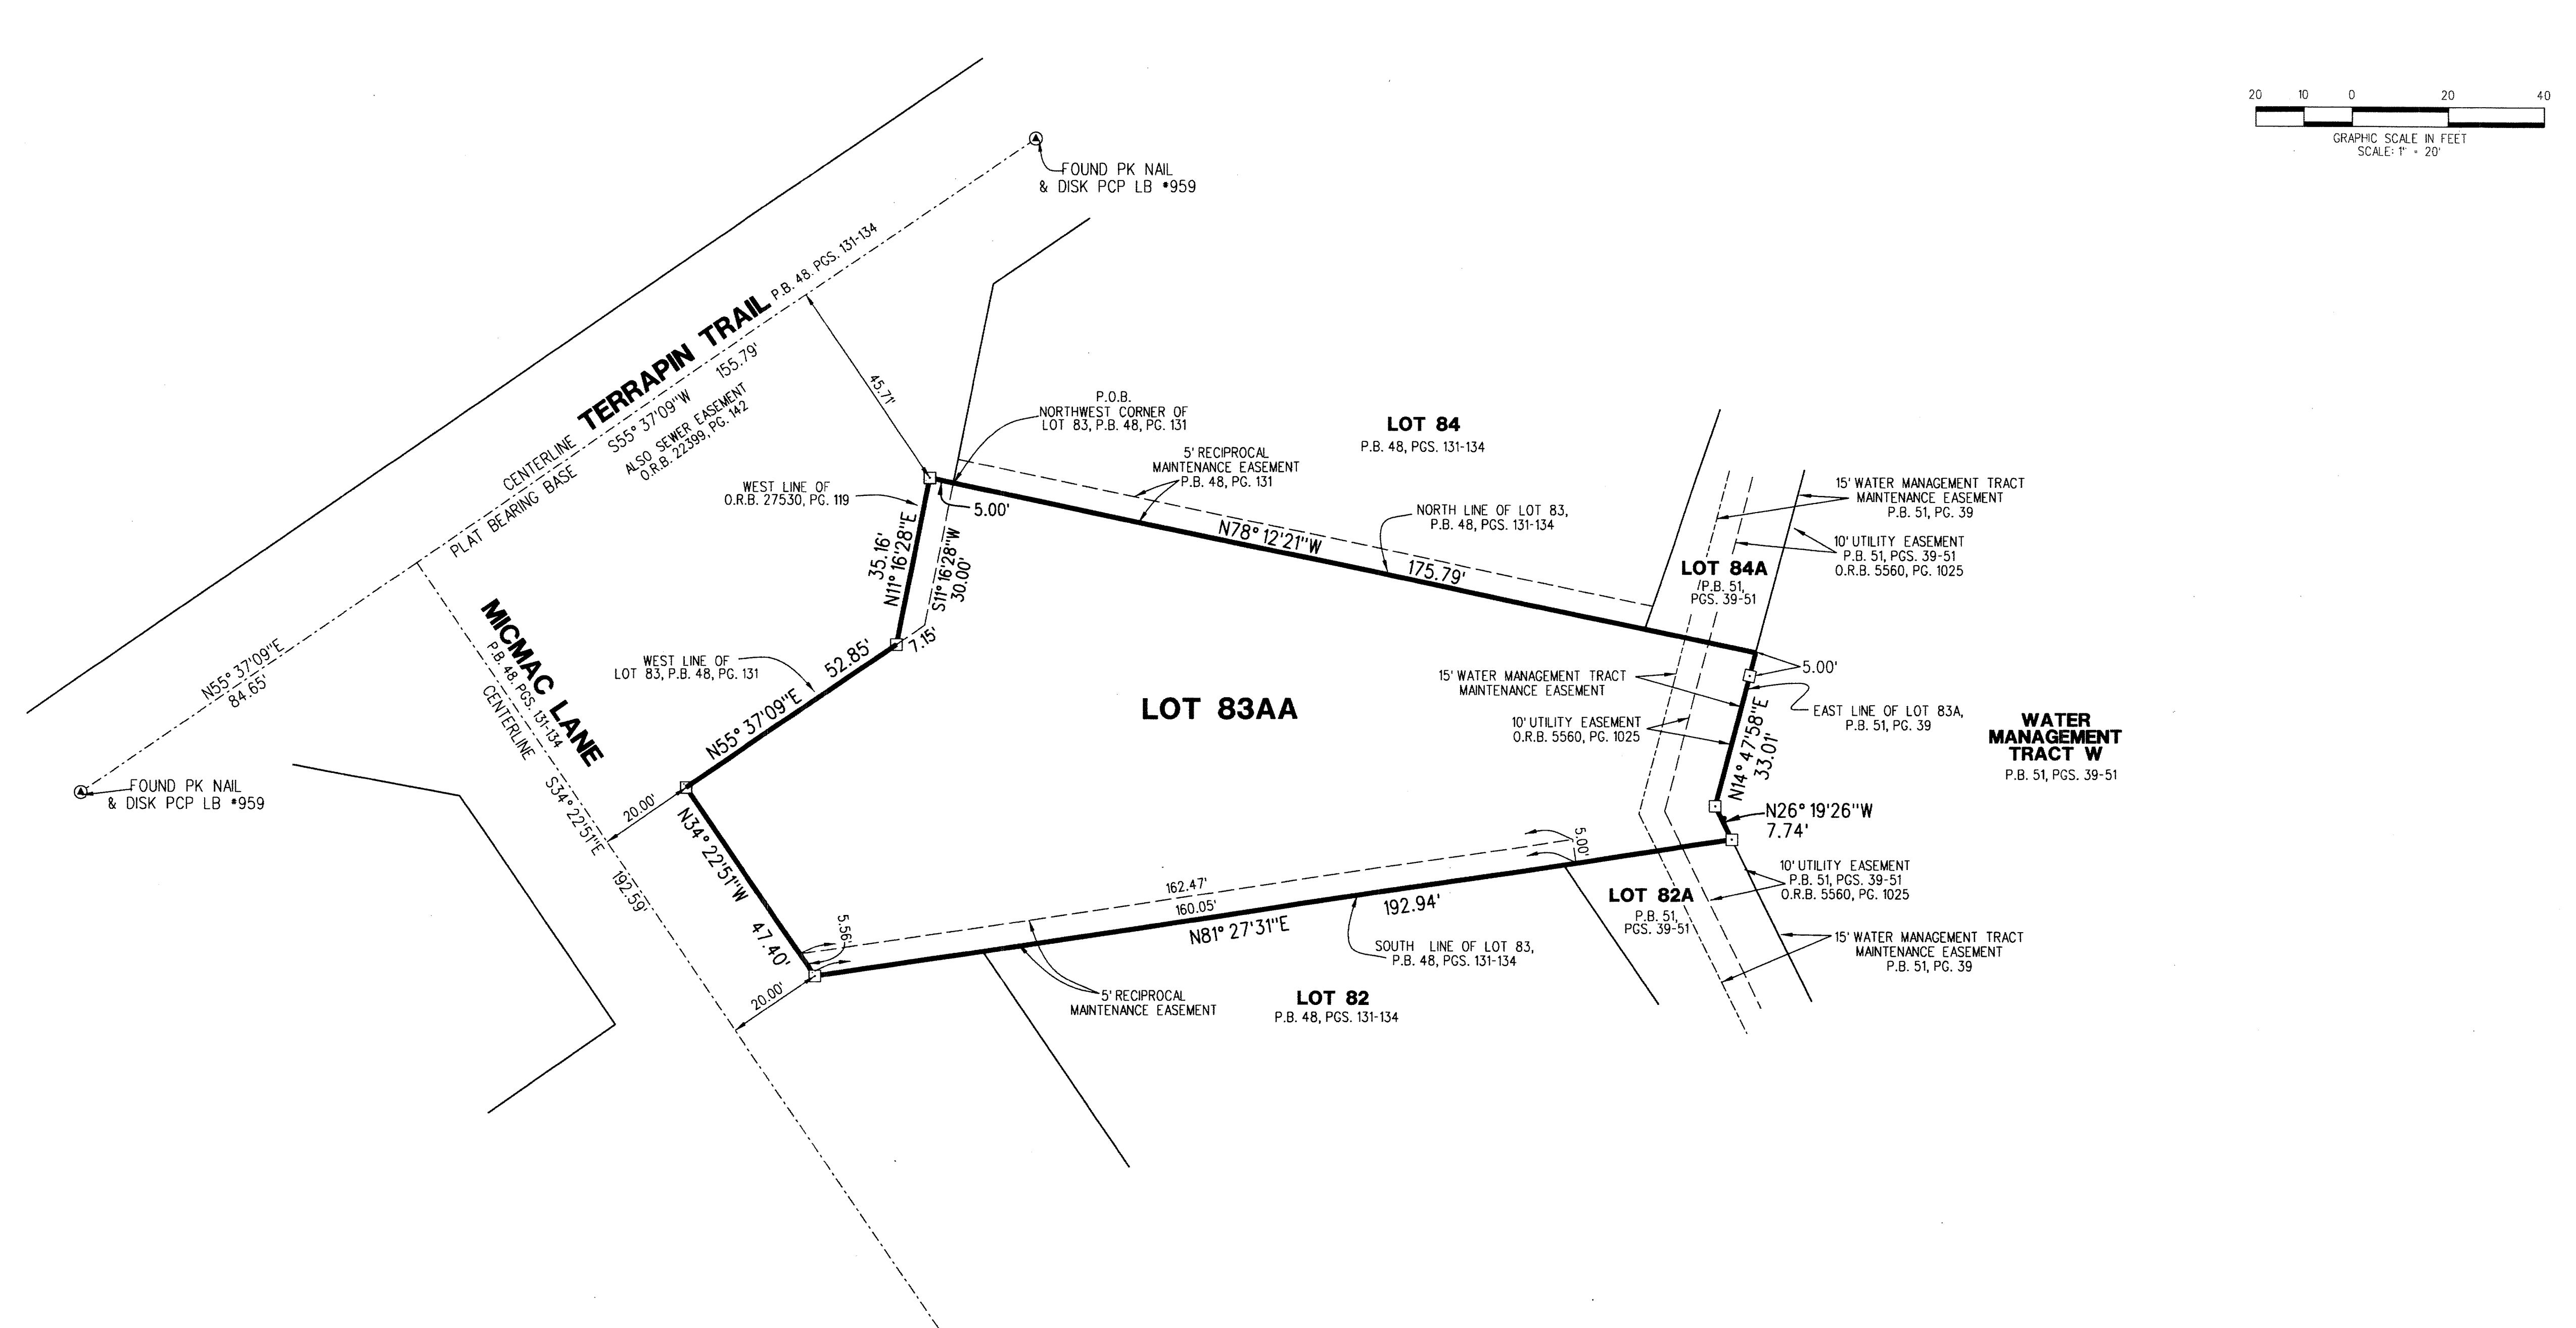 20 10 0 20 40
GRAPHIC SCALE IN FEET
SCALE: 1" = 20'
FOUND PK NAIL
& DISK PCP LB #959
TERRAPIN TRAIL P.B. 48, PGS. 131-134
CENTERLINE
S55° 37'09"W 155.79'
PLAT BEARING BASE
ALSO SEWER EASEMENT
O.R.B. 22399, PG. 142
45.71'
P.O.B.
NORTHWEST CORNER OF
LOT 83, P.B. 48, PG. 131
5' RECIPROCAL
MAINTENANCE EASEMENT
P.B. 48, PG. 131
LOT 84
P.B. 48, PGS. 131-134
WEST LINE OF
O.R.B. 27530, PG. 119
5.00'
35.16'
N11° 16'28"E
S11° 16'28"W
30.00'
7.15'
NORTH LINE OF LOT 83,
P.B. 48, PGS. 131-134
N78° 12'21"W
175.79'
15' WATER MANAGEMENT TRACT
MAINTENANCE EASEMENT
P.B. 51, PG. 39
10' UTILITY EASEMENT
P.B. 51, PGS. 39-51
O.R.B. 5560, PG. 1025
LOT 84A
/P.B. 51,
PGS. 39-51
N55° 37'09"E
84.65'
FOUND PK NAIL
& DISK PCP LB #959
MICMAC LANE
P.B. 48, PGS. 131-134
CENTERLINE
S34° 22'51"E
192.59'
WEST LINE OF
LOT 83, P.B. 48, PG. 131
52.85'
N55° 37'09"E
LOT 83AA
15' WATER MANAGEMENT TRACT
MAINTENANCE EASEMENT
10' UTILITY EASEMENT
O.R.B. 5560, PG. 1025
5.00'
EAST LINE OF LOT 83A,
P.B. 51, PG. 39
N14° 47'58"E
33.01'
WATER
MANAGEMENT
TRACT W
P.B. 51, PGS. 39-51
N26° 19'26"W
7.74'
20.00'
N34° 22'51"W
47.40'
5.56'
20.00'
5.00'
162.47'
160.05'
N81° 27'31"E
192.94'
SOUTH LINE OF LOT 83,
P.B. 48, PGS. 131-134
5' RECIPROCAL
MAINTENANCE EASEMENT
LOT 82
P.B. 48, PGS. 131-134
LOT 82A
P.B. 51,
PGS. 39-51
10' UTILITY EASEMENT
P.B. 51, PGS. 39-51
O.R.B. 5560, PG. 1025
15' WATER MANAGEMENT TRACT
MAINTENANCE EASEMENT
P.B. 51, PG. 39